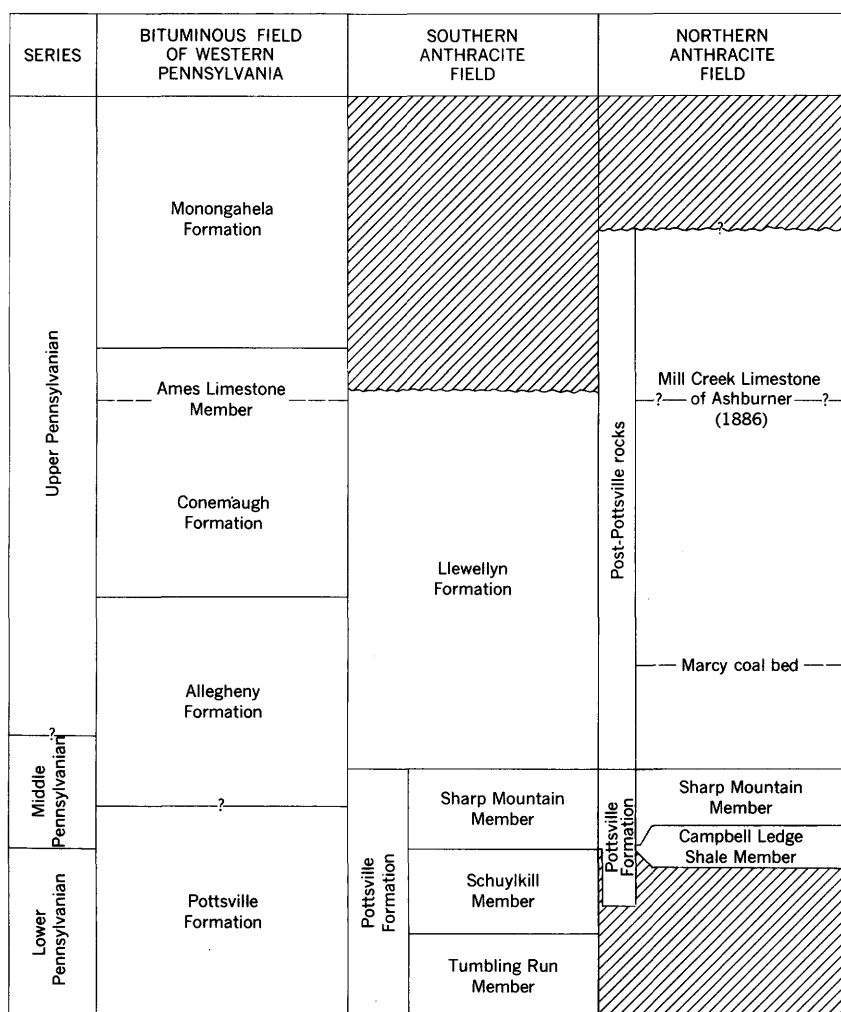 SERIES
BITUMINOUS FIELD
OF WESTERN
PENNSYLVANIA
SOUTHERN
ANTHRACITE
FIELD
NORTHERN
ANTHRACITE
FIELD
Upper Pennsylvanian
?
Middle
Pennsylvanian
Lower
Pennsylvanian
Monongahela
Formation
Ames Limestone
Member
Conemaugh
Formation
Allegheny
Formation
?
Pottsville
Formation
Llewellyn
Formation
Pottsville
Formation
Sharp Mountain
Member
Schuylkill
Member
Tumbling Run
Member
?
Post-Pottsville rocks
Mill Creek Limestone
? of Ashburner ?
(1886)
Marcy coal bed
Pottsville
Formation
Sharp Mountain
Member
Campbell Ledge
Shale Member